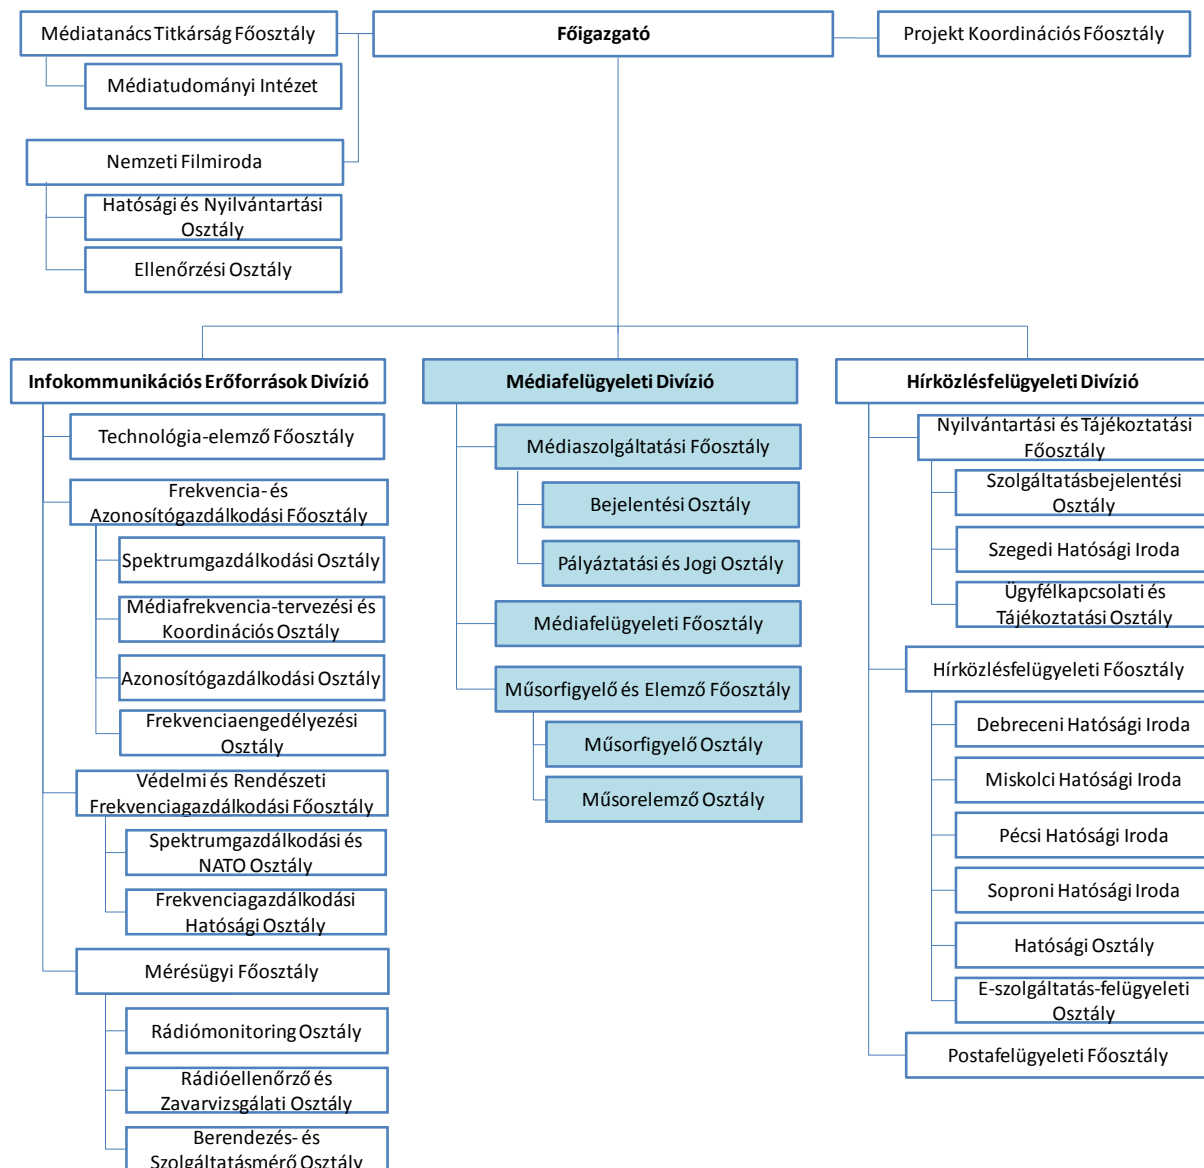 Médiatanács Titkárság Főosztály
Főigazgató
Projekt Koordinációs Főosztály
Médiatudományi Intézet
Nemzeti Filmiroda
Hatósági és Nyilvántartási
Osztály
Ellenőrzési Osztály
Infokommunikációs Erőforrások Divízió
Technológia-elemző Főosztály
Frekvencia- és
Azonosítógazdálkodási Főosztály
Spektrumgazdálkodási Osztály
Médiafrekvencia-tervezési és
Koordinációs Osztály
Azonosítógazdálkodási Osztály
Frekvenciaengedélyezési
Osztály
Védelmi és Rendészeti
Frekvenciagazdálkodási Főosztály
Spektrumgazdálkodási és
NATO Osztály
Frekvenciagazdálkodási
Hatósági Osztály
Mérésügyi Főosztály
Rádiómonitoring Osztály
Rádióellenőrző és
Zavarvizsgálati Osztály
Berendezés- és
Szolgáltatásmérő Osztály
Médiafelügyeleti Divízió
Médiaszolgáltatási Főosztály
Bejelentési Osztály
Pályáztatási és Jogi Osztály
Médiafelügyeleti Főosztály
Műsorfigyelő és Elemző Főosztály
Műsorfigyelő Osztály
Műsorelemző Osztály
Hírközlésfelügyeleti Divízió
Nyilvántartási és Tájékoztatási
Főosztály
Szolgáltatásbejelentési
Osztály
Szegedi Hatósági Iroda
Ügyfélkapcsolati és
Tájékoztatási Osztály
Hírközlésfelügyeleti Főosztály
Debreceni Hatósági Iroda
Miskolci Hatósági Iroda
Pécsi Hatósági Iroda
Soproni Hatósági Iroda
Hatósági Osztály
E-szolgáltatás-felügyeleti
Osztály
Postafelügyeleti Főosztály